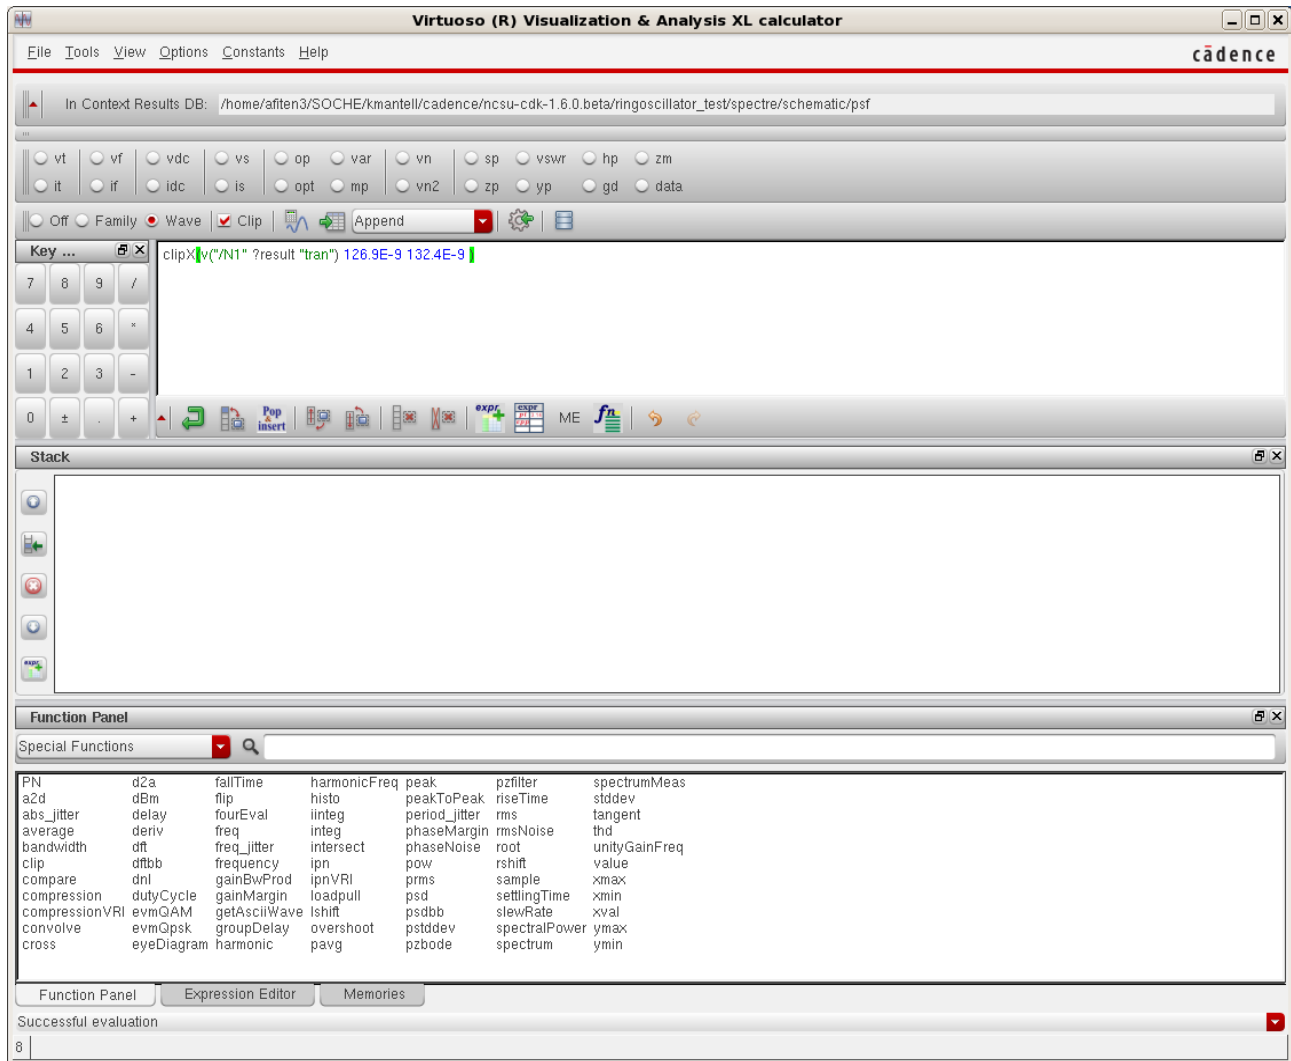 Virtuoso (R) Visualization & Analysis XL calculator
File Tools View Options Constants Help
cādence
In Context Results DB: /home/afiten3/SOCHE/kmantell/cadence/ncsu-cdk-1.6.0.beta/ringoscillator_test/spectre/schematic/psf
vt vf vdc vs op var vn sp vswr hp zm
it if idc is opt mp vn2 zp yp gd data
Off Family Wave Clip Append
Key ...
clipX(v("/N1" ?result "tran") 126.9E-9 132.4E-9 )
7 8 9 /
4 5 6 *
1 2 3 -
0 ± . +
Pop & insert
expr
expr
ME
fn
Stack
expr
Function Panel
Special Functions
PN d2a fallTime harmonicFreq peak pzfilter spectrumMeas
a2d dBm flip histo peakToPeak riseTime stddev
abs_jitter delay fourEval iinteg period_jitter rms tangent
average deriv freq integ phaseMargin rmsNoise thd
bandwidth dft freq_jitter intersect phaseNoise root unityGainFreq
clip dftbb frequency ipn pow rshift value
compare dnl gainBwProd ipnVRI prms sample xmax
compression dutyCycle gainMargin loadpull psd settlingTime xmin
compressionVRI evmQAM getAsciiWave lshift psdbb slewRate xval
convolve evmQpsk groupDelay overshoot pstddev spectralPower ymax
cross eyeDiagram harmonic pavg pzbode spectrum ymin
Function Panel Expression Editor Memories
Successful evaluation
8